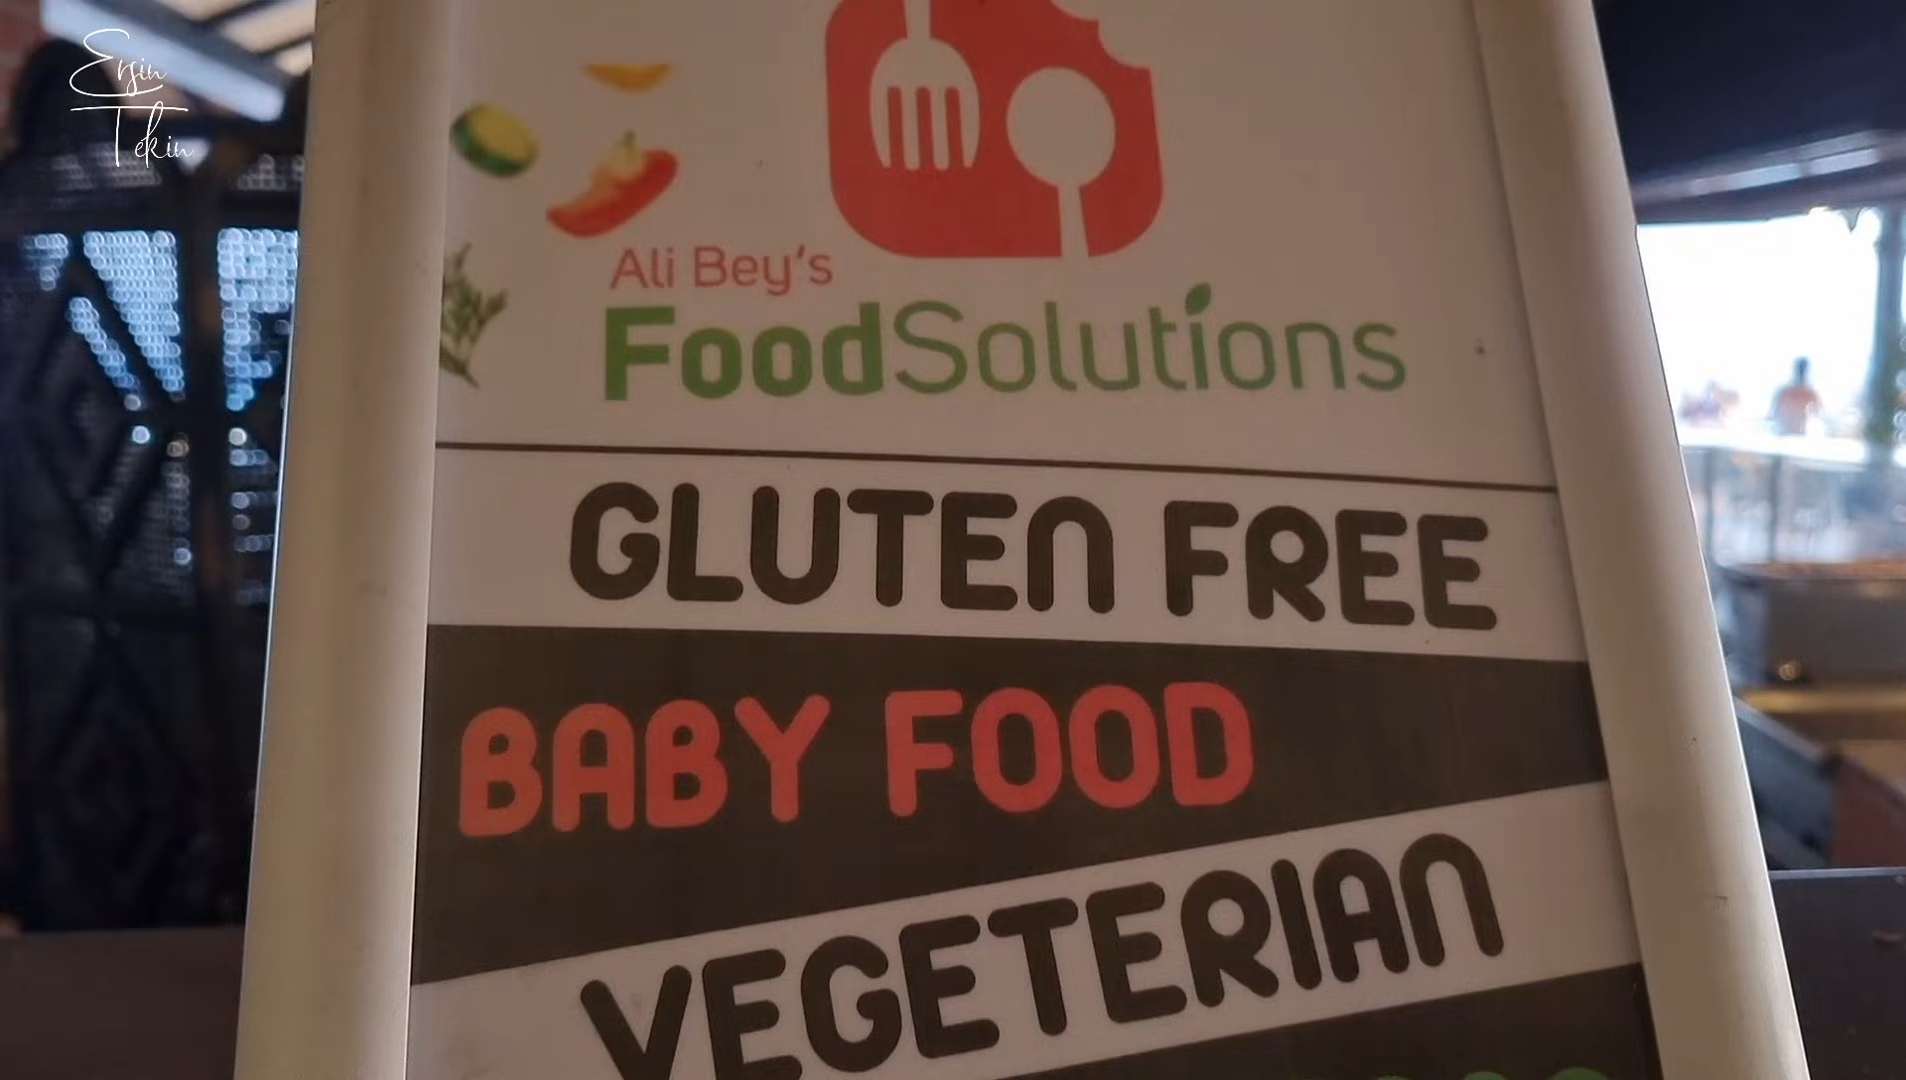 Ersin
Tekin
Ali Bey's
FoodSolutions
GLUTEN FREE
BABY FOOD
VEGETERIAN